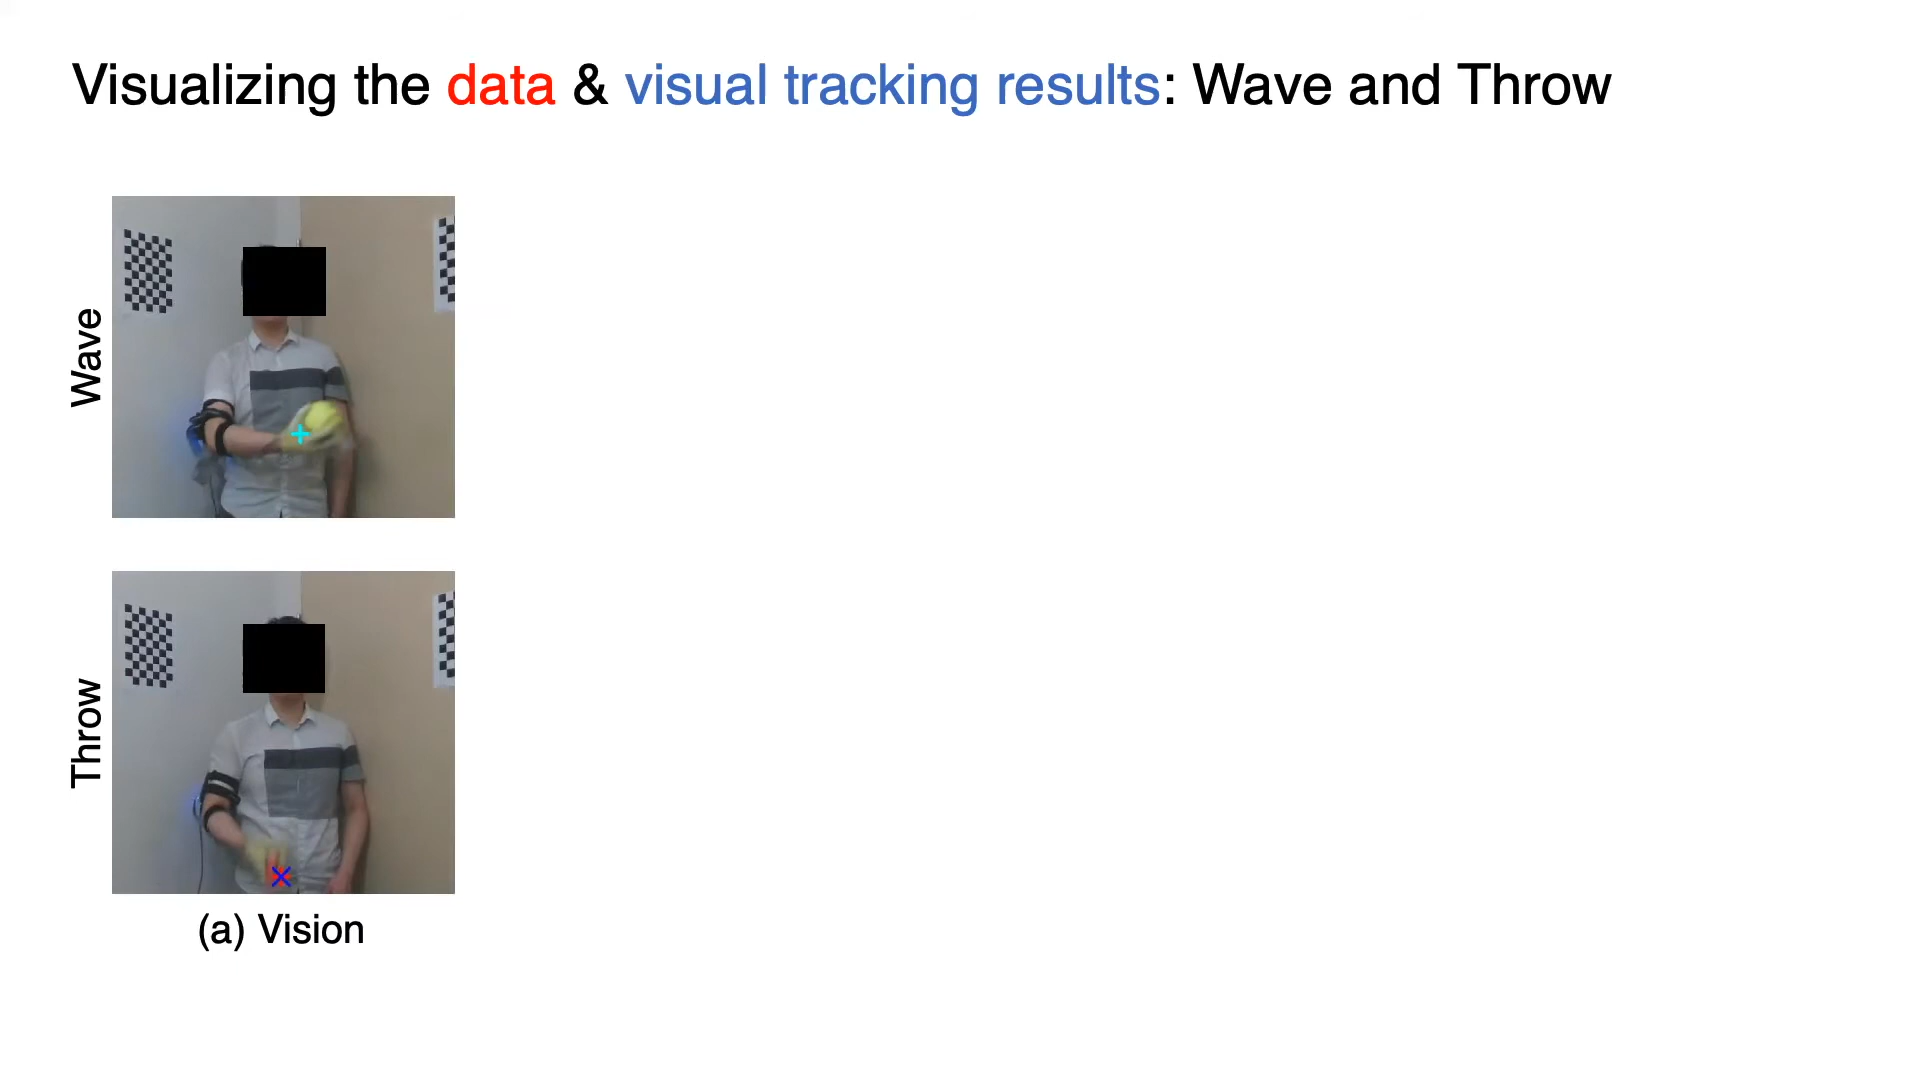 Visualizing the data & visual tracking results: Wave and Throw
Wave
Throw
(a) Vision